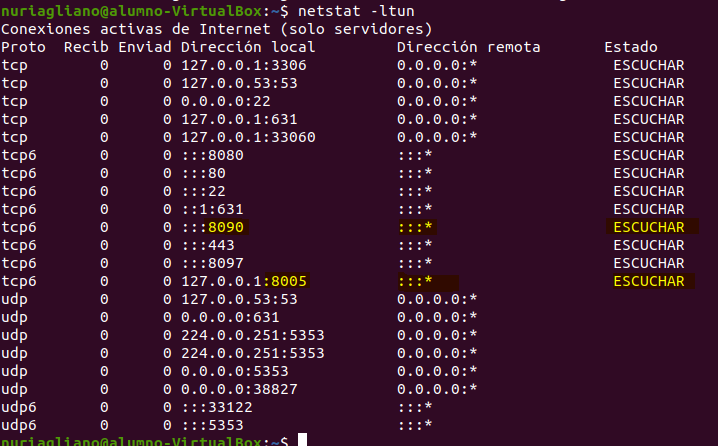 nuriagliano@alumno-VirtualBox:~$ netstat -ltun
Conexiones activas de Internet (solo servidores)
Proto  Recib Enviad Dirección local         Dirección remota       Estado
tcp        0      0 127.0.0.1:3306          0.0.0.0:*               ESCUCHAR
tcp        0      0 127.0.0.53:53           0.0.0.0:*               ESCUCHAR
tcp        0      0 0.0.0.0:22              0.0.0.0:*               ESCUCHAR
tcp        0      0 127.0.0.1:631           0.0.0.0:*               ESCUCHAR
tcp        0      0 127.0.0.1:33060         0.0.0.0:*               ESCUCHAR
tcp6       0      0 :::8080                 :::*                    ESCUCHAR
tcp6       0      0 :::80                   :::*                    ESCUCHAR
tcp6       0      0 :::22                   :::*                    ESCUCHAR
tcp6       0      0 ::1:631                 :::*                    ESCUCHAR
tcp6       0      0 :::8090                 :::*                    ESCUCHAR
tcp6       0      0 :::443                  :::*                    ESCUCHAR
tcp6       0      0 :::8097                 :::*                    ESCUCHAR
tcp6       0      0 127.0.0.1:8005          :::*                    ESCUCHAR
udp        0      0 127.0.0.53:53           0.0.0.0:*
udp        0      0 0.0.0.0:631             0.0.0.0:*
udp        0      0 224.0.0.251:5353        0.0.0.0:*
udp        0      0 224.0.0.251:5353        0.0.0.0:*
udp        0      0 0.0.0.0:5353            0.0.0.0:*
udp        0      0 0.0.0.0:38827           0.0.0.0:*
udp6       0      0 :::33122                :::*
udp6       0      0 :::5353                 :::*
nuriagliano@alumno-VirtualBox:~$